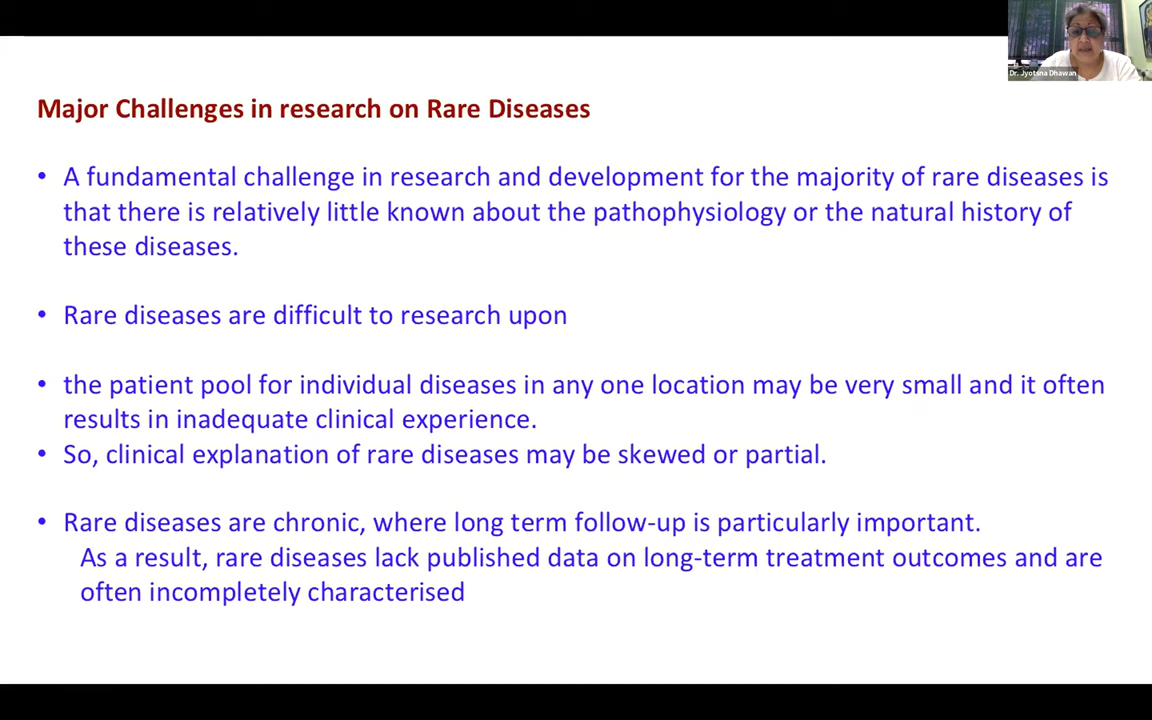 Dr. Jyotsna Dhawan
Major Challenges in research on Rare Diseases
• A fundamental challenge in research and development for the majority of rare diseases is
that there is relatively little known about the pathophysiology or the natural history of
these diseases.
• Rare diseases are difficult to research upon
• the patient pool for individual diseases in any one location may be very small and it often
results in inadequate clinical experience.
• So, clinical explanation of rare diseases may be skewed or partial.
• Rare diseases are chronic, where long term follow-up is particularly important.
As a result, rare diseases lack published data on long-term treatment outcomes and are
often incompletely characterised